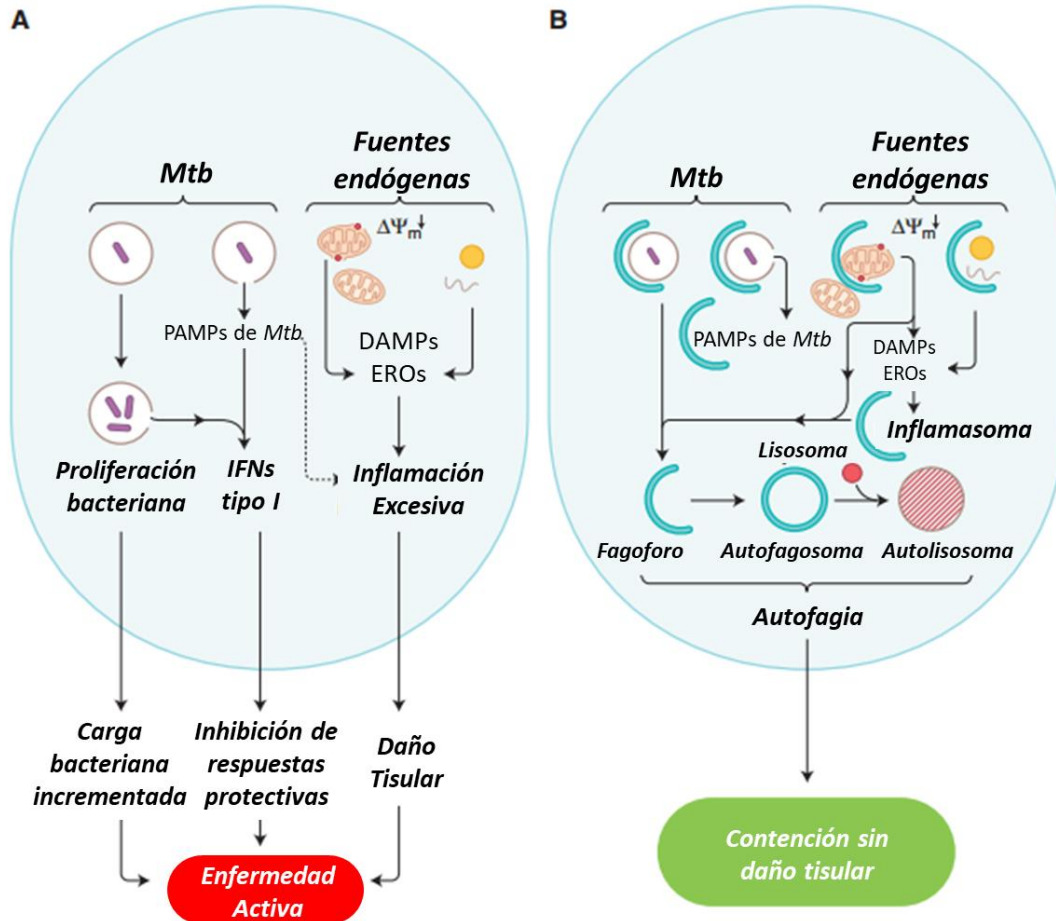 A
Mtb
Fuentes
endógenas
ΔΨm↓
PAMPs de Mtb
DAMPs
EROs
Proliferación
bacteriana
IFNs
tipo I
Inflamación
Excesiva
Carga
bacteriana
incrementada
Inhibición de
respuestas
protectivas
Daño
Tisular
Enfermedad
Activa
B
Mtb
Fuentes
endógenas
ΔΨm↓
PAMPs de Mtb
DAMPs
EROs
Inflamasoma
Lisosoma
Fagoforo
Autofagosoma
Autolisosoma
Autofagia
Contención sin
daño tisular